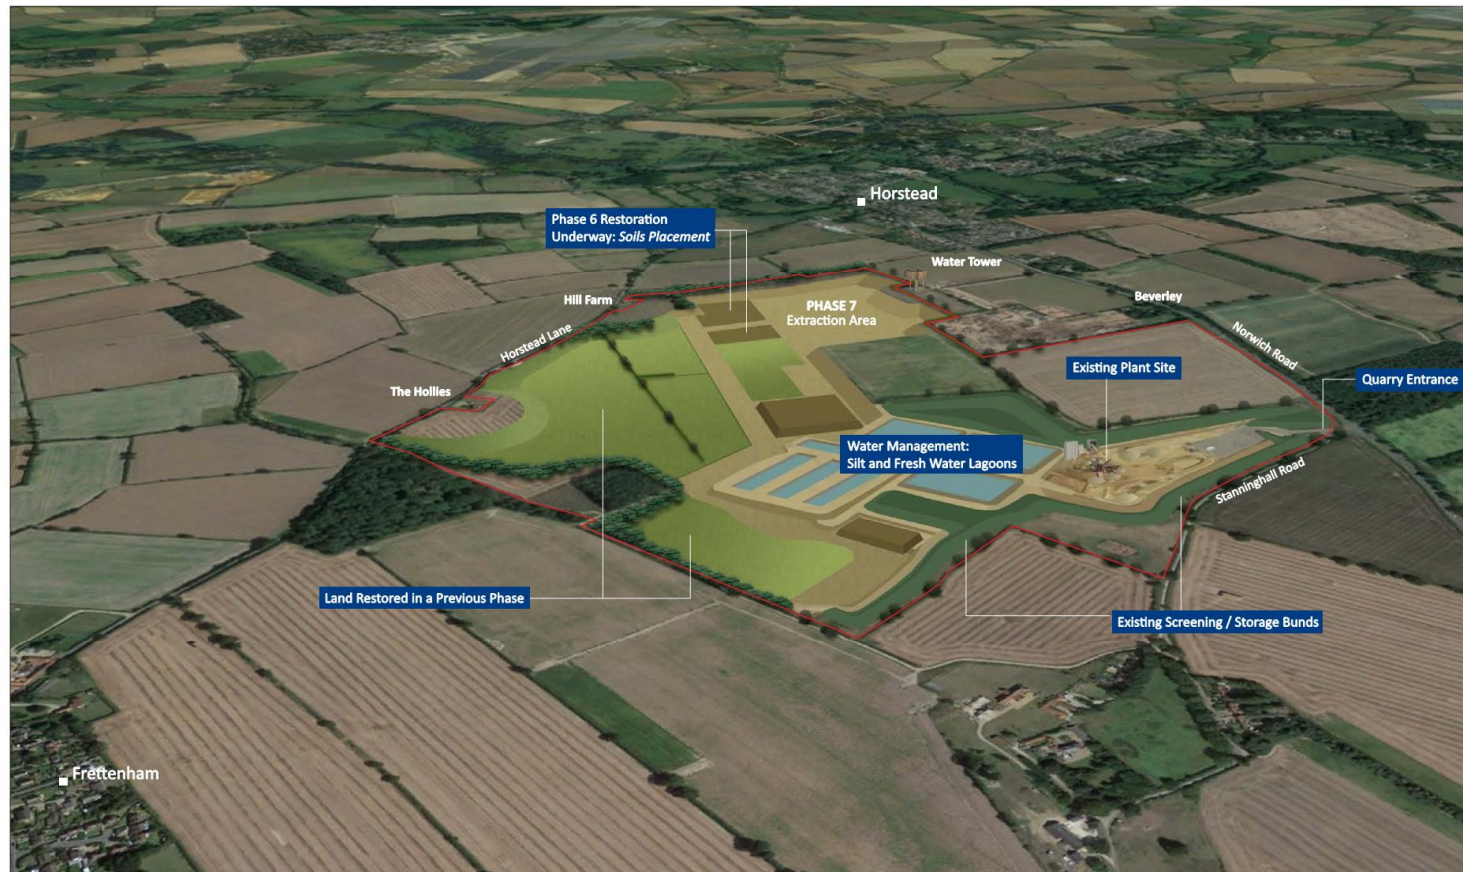 Horstead
Phase 6 Restoration
Underway: Soils Placement
Water Tower
Hill Farm
PHASE 7
Extraction Area
Beverley
Horstead Lane
Norwich Road
Existing Plant Site
Quarry Entrance
The Hollies
Water Management:
Silt and Fresh Water Lagoons
Stanninghall Road
Land Restored in a Previous Phase
Existing Screening / Storage Bunds
Frettenham